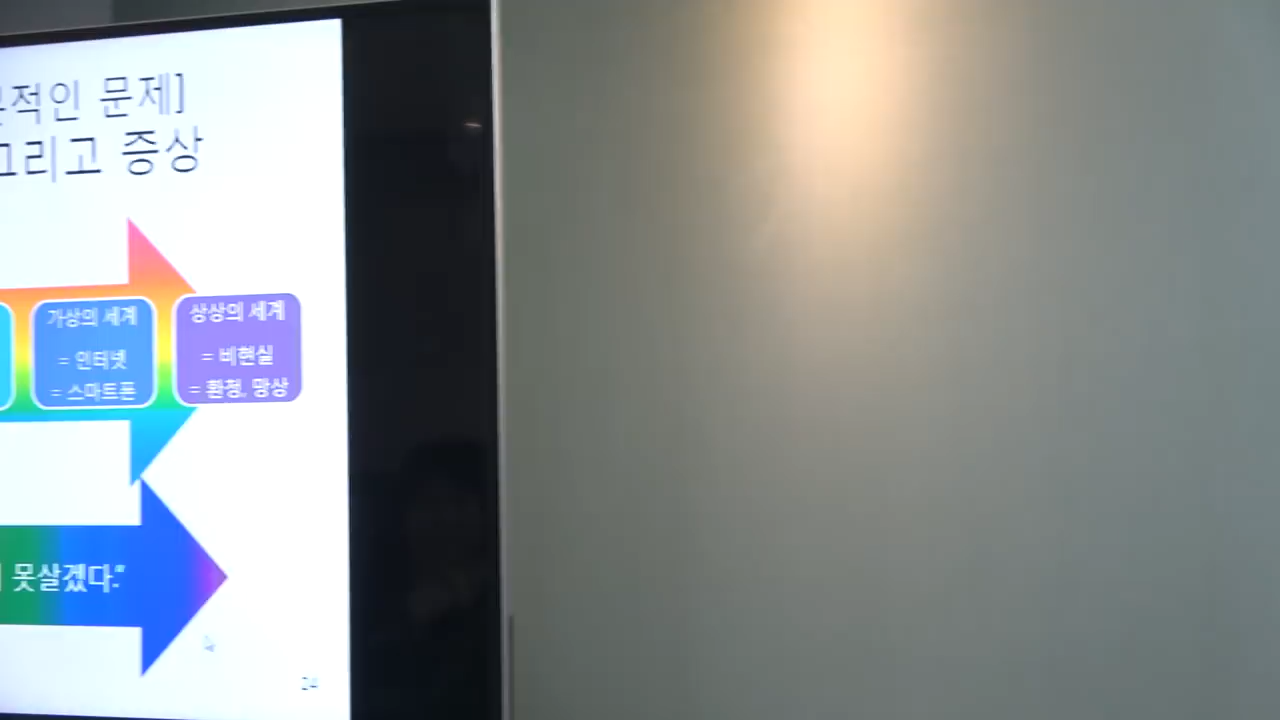 적인 문제]
그리고 증상
가상의 세계
= 인터넷
= 스마트폰
상상의 세계
= 비현실
= 환청, 망상
못살겠다."
24